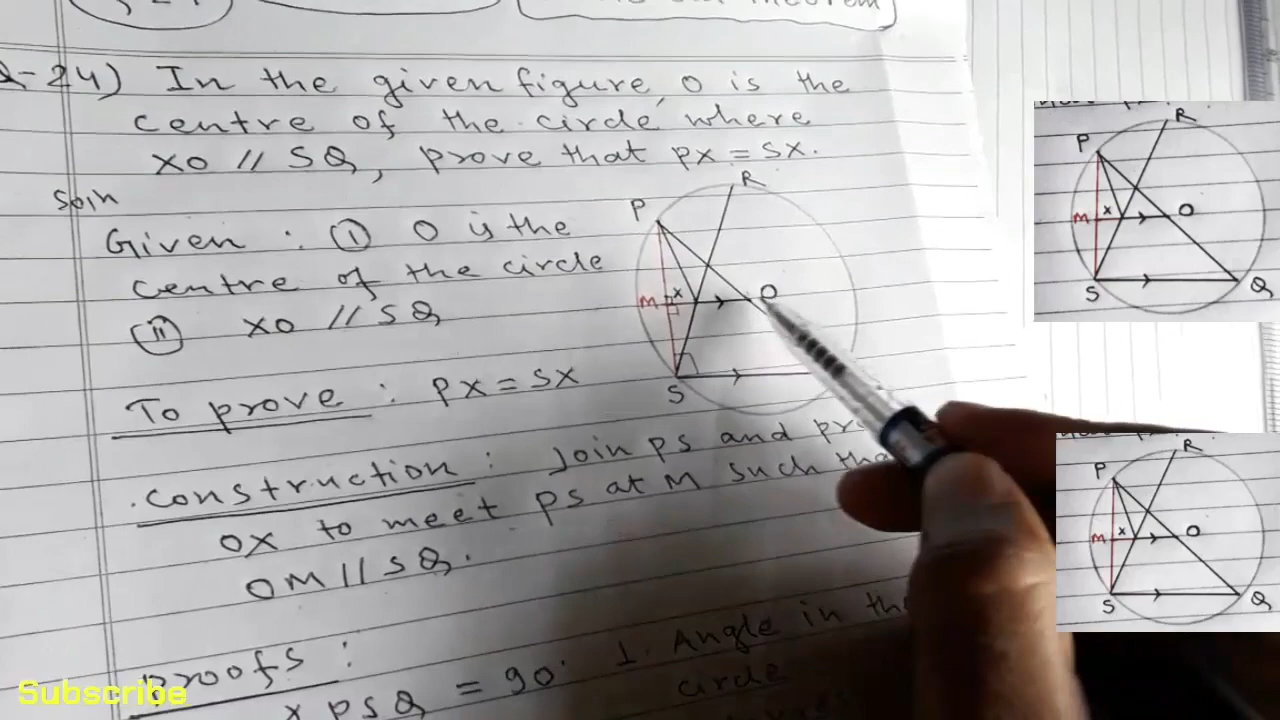 Q-24) In the given figure, O is the
centre of the circle where
XO // SQ, prove that PX = SX.
Soln
Given : (i) O is the
centre of the circle
(ii) XO // SQ
To prove : PX = SX
Construction : Join PS and
OX to meet PS at M such that
OM // SQ.
Proofs :
PSQ = 90° 1. Angle in the
circle
P R M X O S
P R M X O S Q
P R M X O S Q
Subscribe